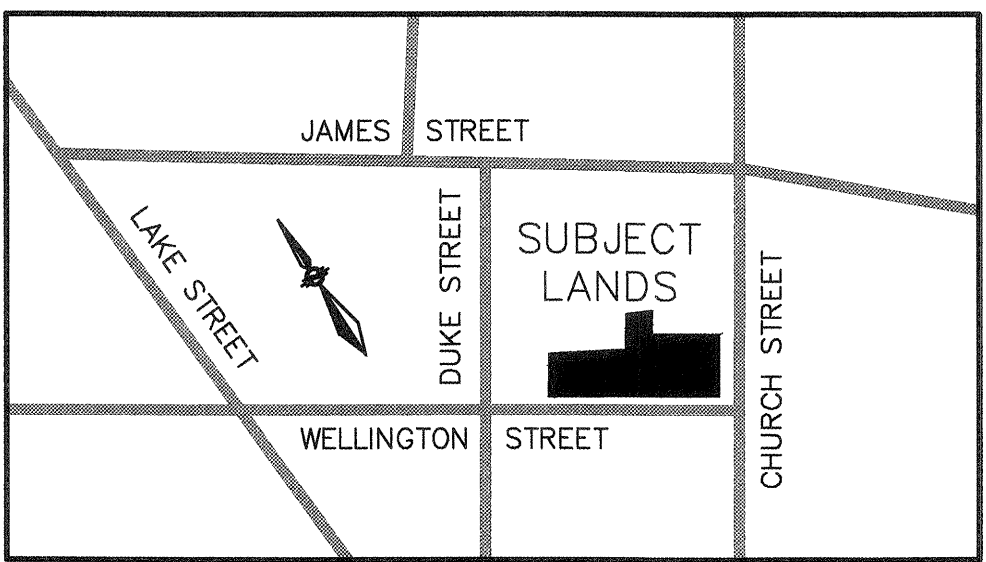 JAMES STREET
LAKE STREET
DUKE STREET
SUBJECT
LANDS
CHURCH STREET
WELLINGTON STREET